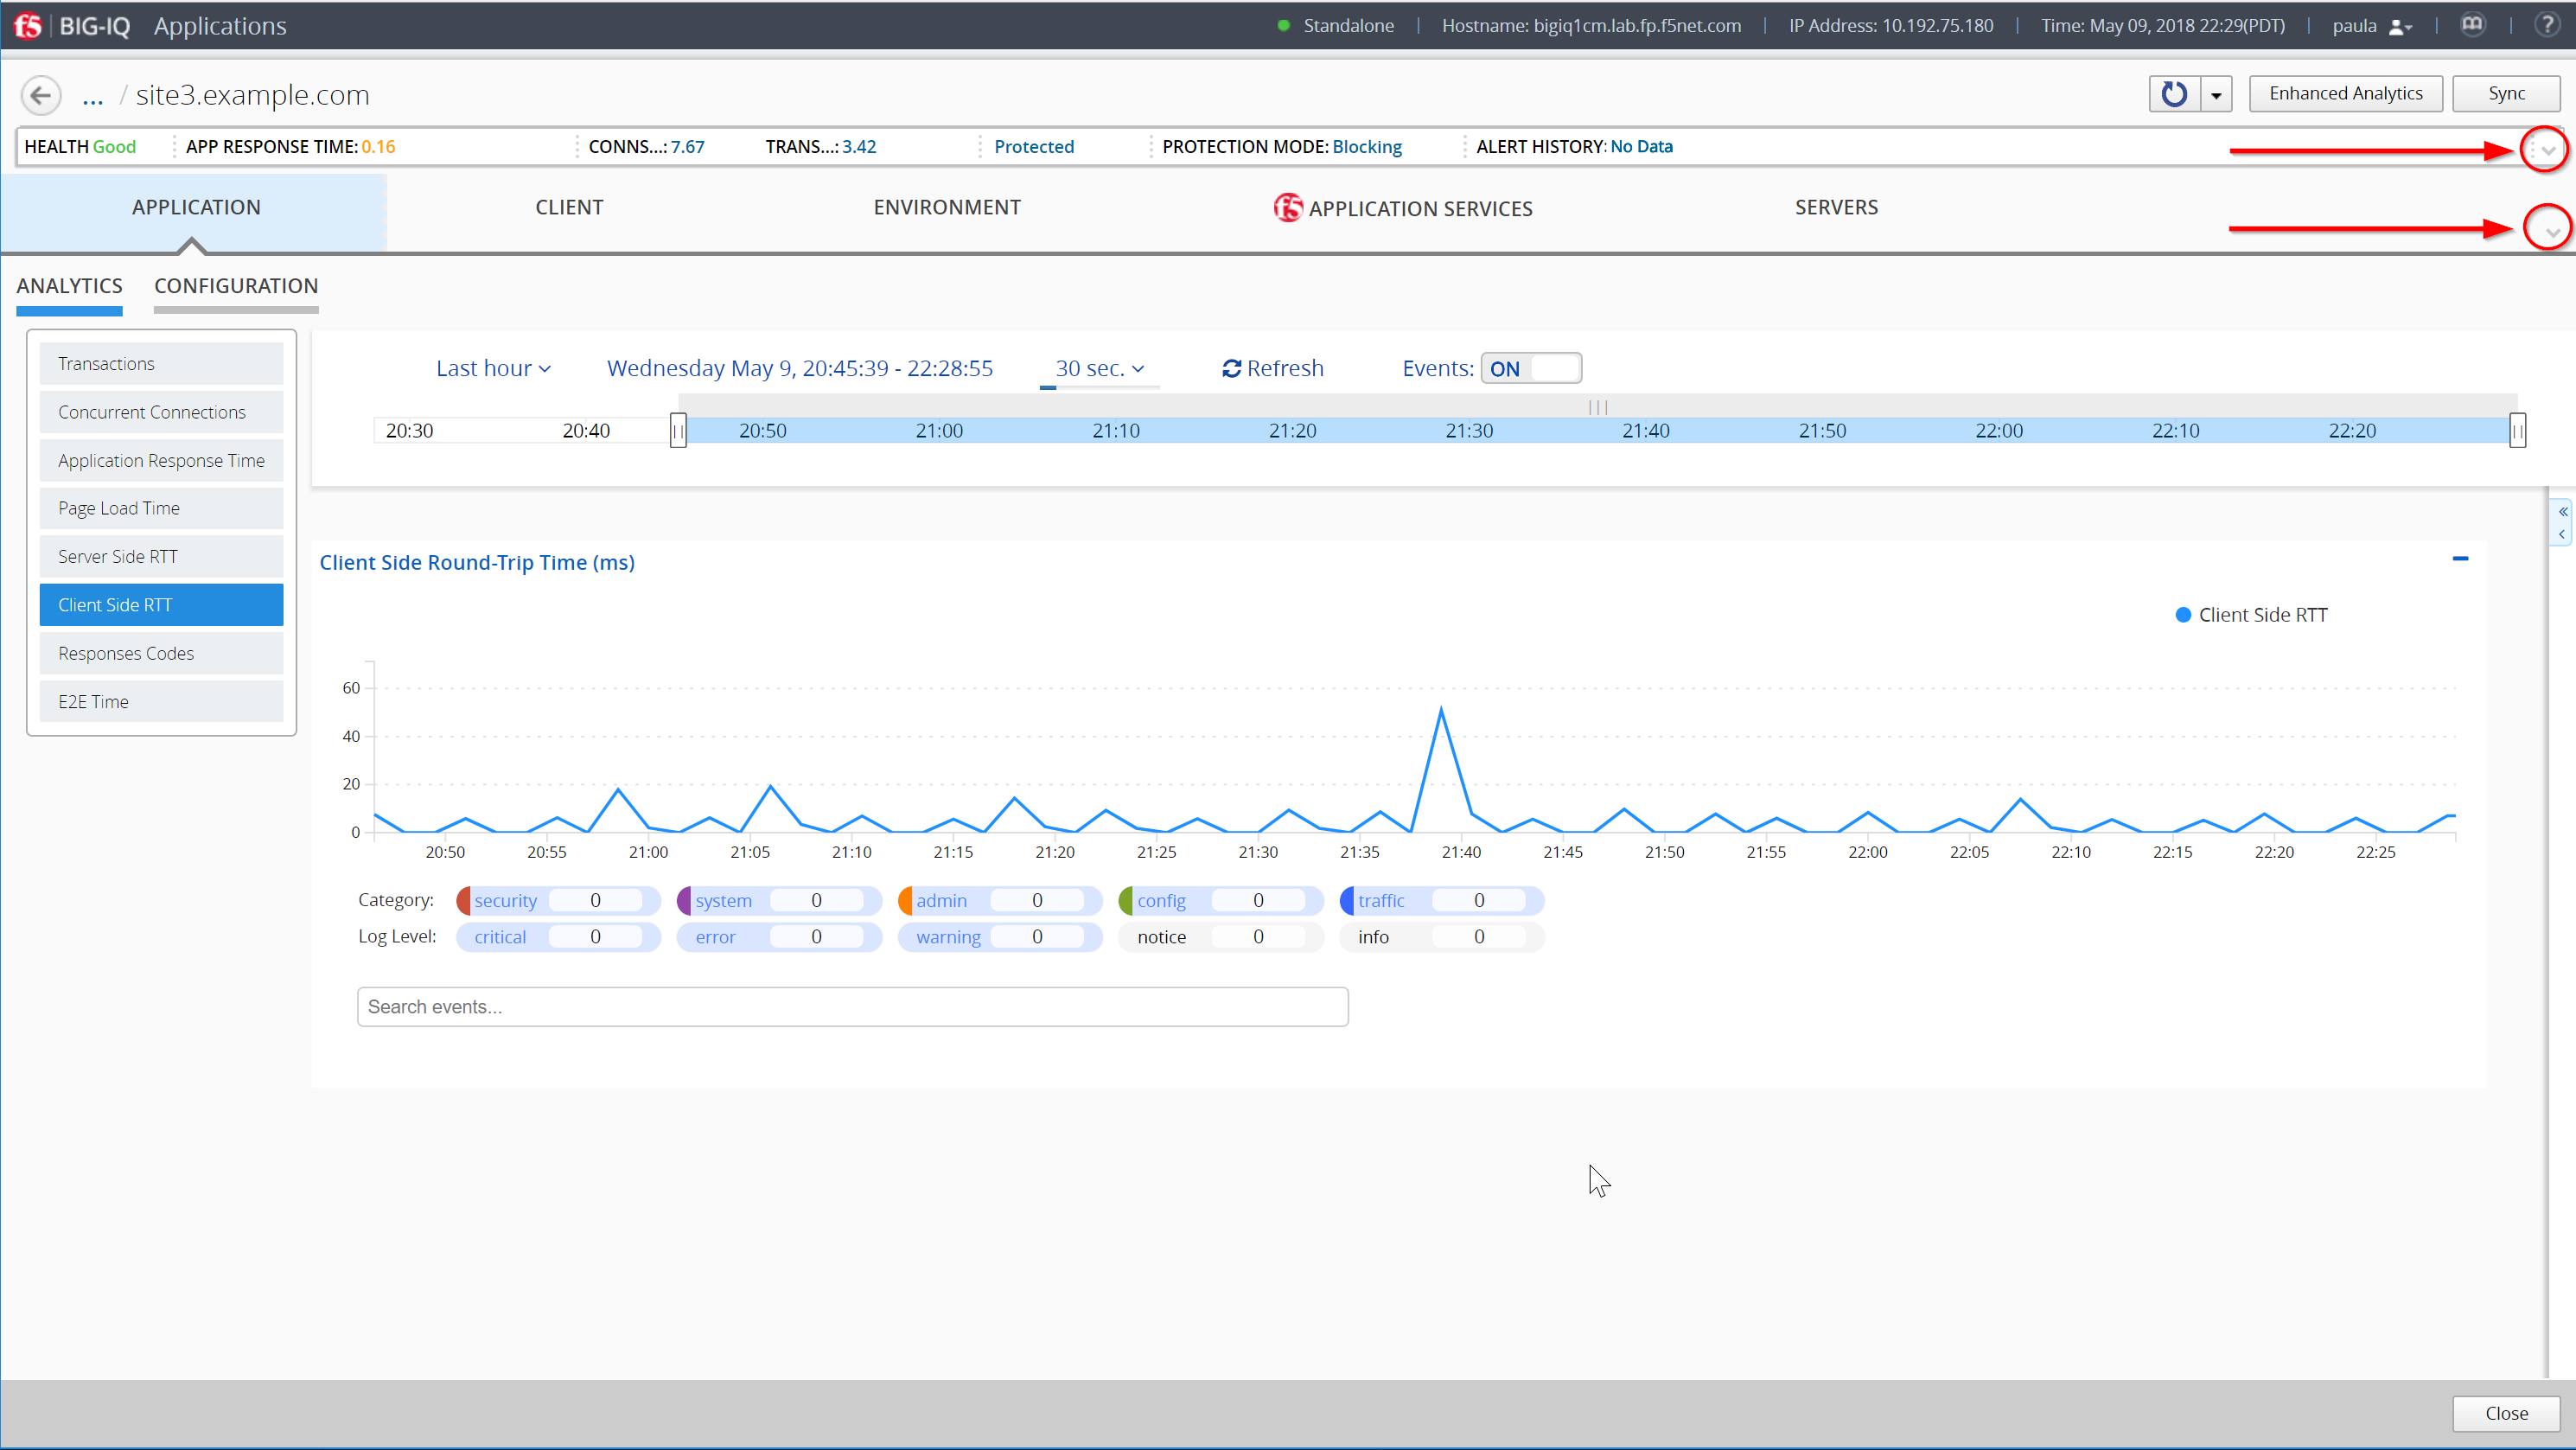 f5 BIG-IQ Applications Standalone Hostname: bigiq1cm.lab.fp.f5net.com IP Address: 10.192.75.180 Time: May 09, 2018 22:29(PDT) paula ?
... / site3.example.com Enhanced Analytics Sync
HEALTH Good APP RESPONSE TIME: 0.16 CONNS...: 7.67 TRANS...: 3.42 Protected PROTECTION MODE: Blocking ALERT HISTORY: No Data
APPLICATION CLIENT ENVIRONMENT f5 APPLICATION SERVICES SERVERS
ANALYTICS CONFIGURATION
Transactions
Concurrent Connections
Application Response Time
Page Load Time
Server Side RTT
Client Side RTT
Responses Codes
E2E Time
Last hour Wednesday May 9, 20:45:39 - 22:28:55 30 sec. Refresh Events: ON
20:30 20:40 20:50 21:00 21:10 21:20 21:30 21:40 21:50 22:00 22:10 22:20
Client Side Round-Trip Time (ms)
Client Side RTT
60
40
20
0
20:50 20:55 21:00 21:05 21:10 21:15 21:20 21:25 21:30 21:35 21:40 21:45 21:50 21:55 22:00 22:05 22:10 22:15 22:20 22:25
Category: security 0 system 0 admin 0 config 0 traffic 0
Log Level: critical 0 error 0 warning 0 notice 0 info 0
Search events...
Close